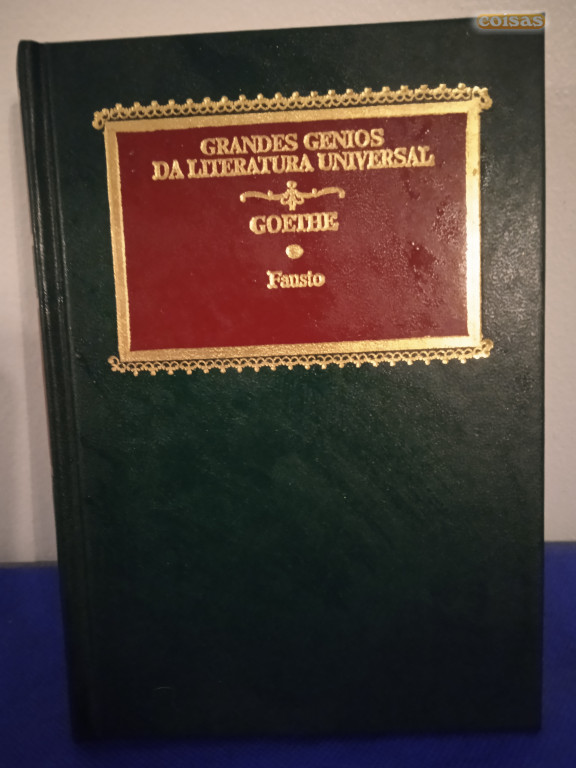 coisas
GRANDES GENIOS
DA LITERATURA UNIVERSAL
GOETHE
Fausto